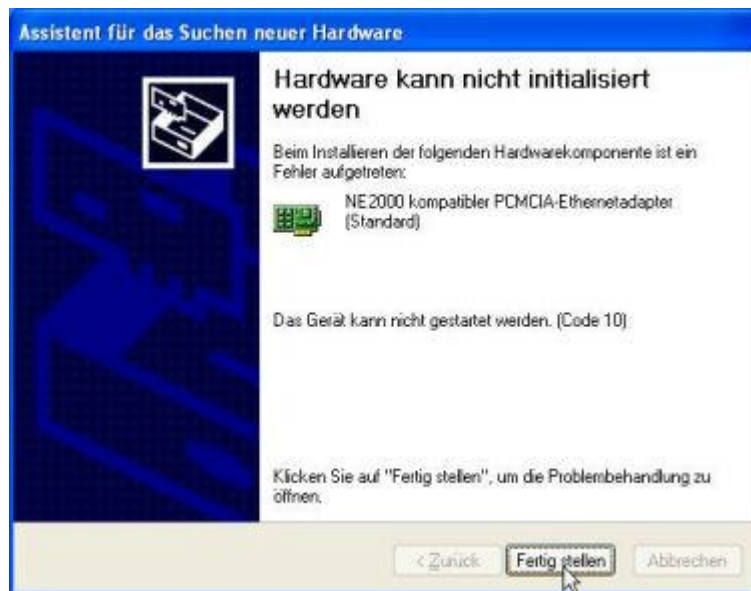 Assistent für das Suchen neuer Hardware
Hardware kann nicht initialisiert
werden
Beim Installieren der folgenden Hardwarekomponente ist ein
Fehler aufgetreten:
NE2000 kompatibler PCMCIA-Ethernetadapter
(Standard)
Das Gerät kann nicht gestartet werden. (Code 10)
Klicken Sie auf "Fertig stellen", um die Problembehandlung zu
öffnen.
< Zurück Fertig stellen Abbrechen